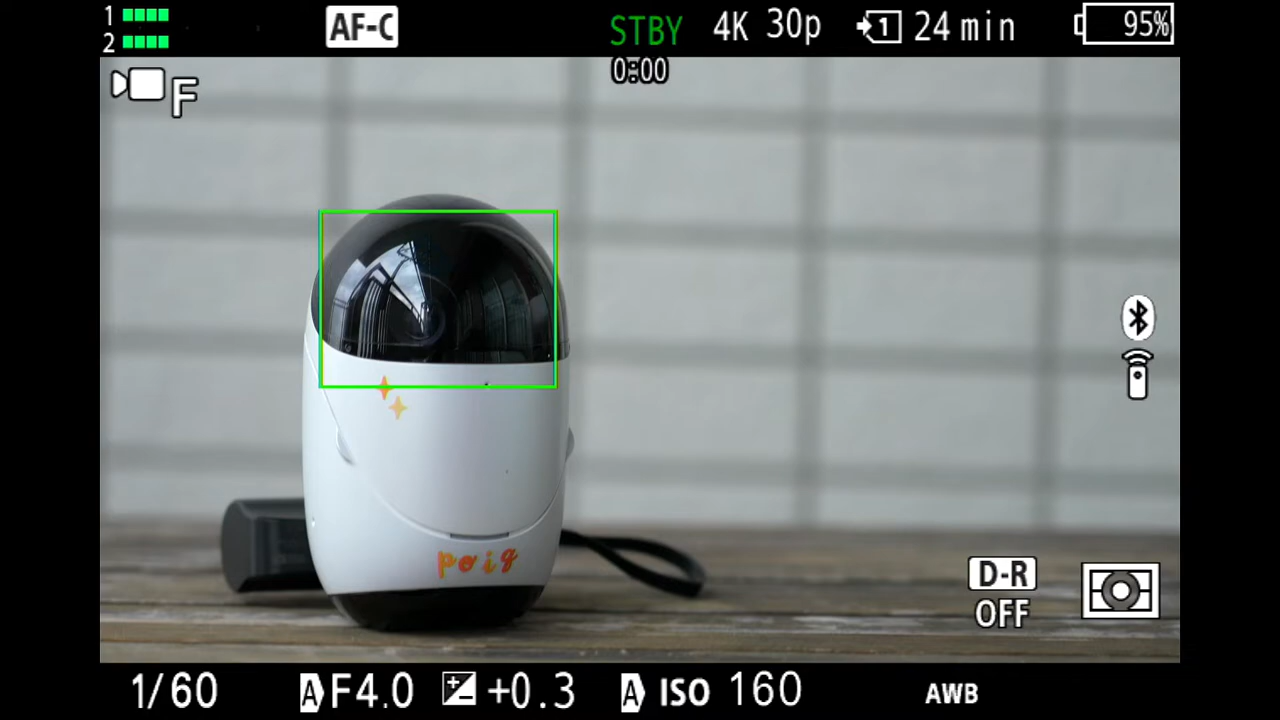 1
2
AF-C
STBY
4K 30p
1 24 min
95%
0:00
F
poig
D-R
OFF
1/60
A F4.0
+0.3
A ISO 160
AWB